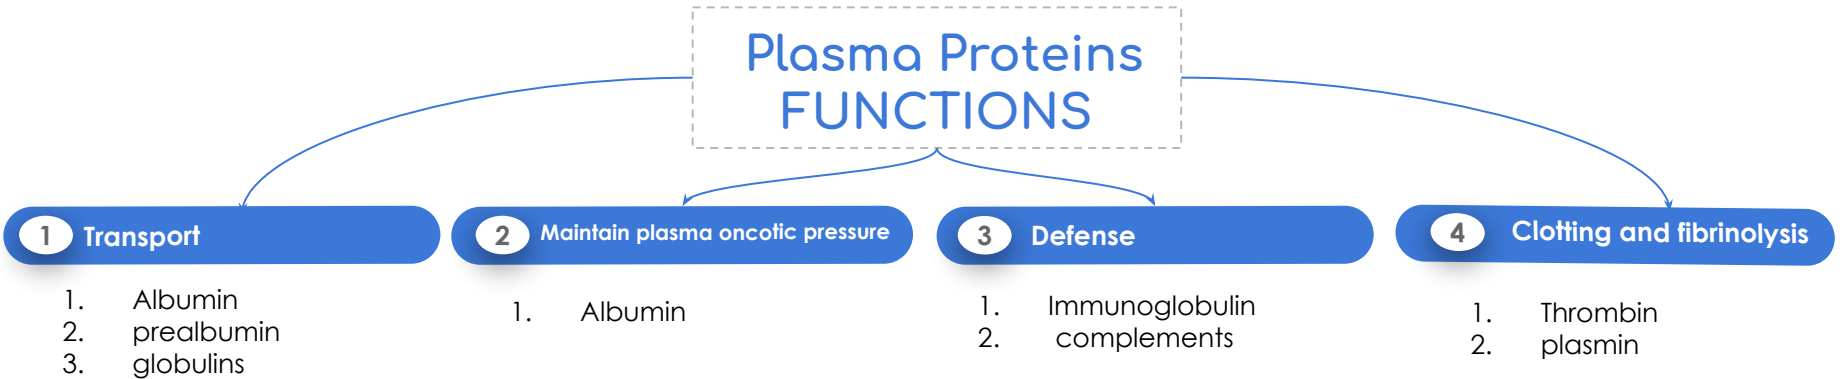 Plasma Proteins
FUNCTIONS
1 Transport
1. Albumin
2. prealbumin
3. globulins
2 Maintain plasma oncotic pressure
1. Albumin
3 Defense
1. Immunoglobulin
2. complements
4 Clotting and fibrinolysis
1. Thrombin
2. plasmin